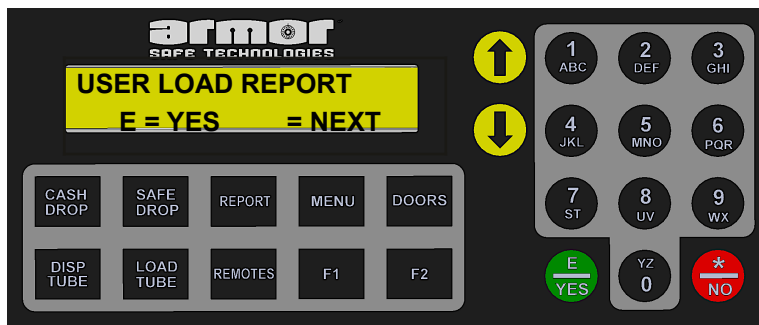 armor
SAFE TECHNOLOGIES
USER LOAD REPORT
E = YES = NEXT
CASH DROP
SAFE DROP
REPORT
MENU
DOORS
DISP TUBE
LOAD TUBE
REMOTES
F1
F2
1
ABC
2
DEF
3
GHI
4
JKL
5
MNO
6
PQR
7
ST
8
UV
9
WX
E
YES
YZ
0
*
NO